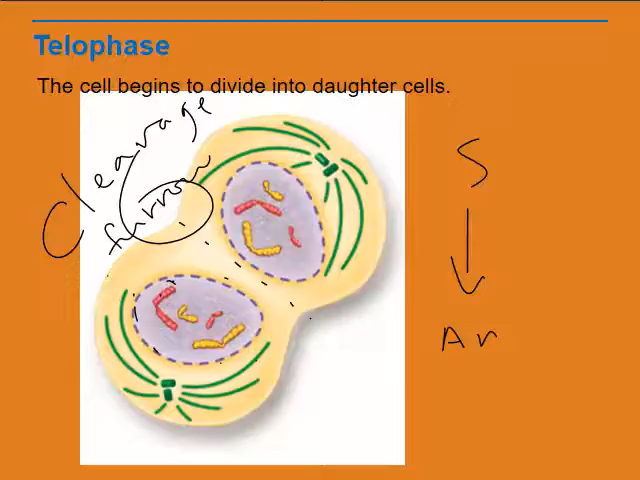 Telophase
The cell begins to divide into daughter cells.
Cleavage
furrow
S
An